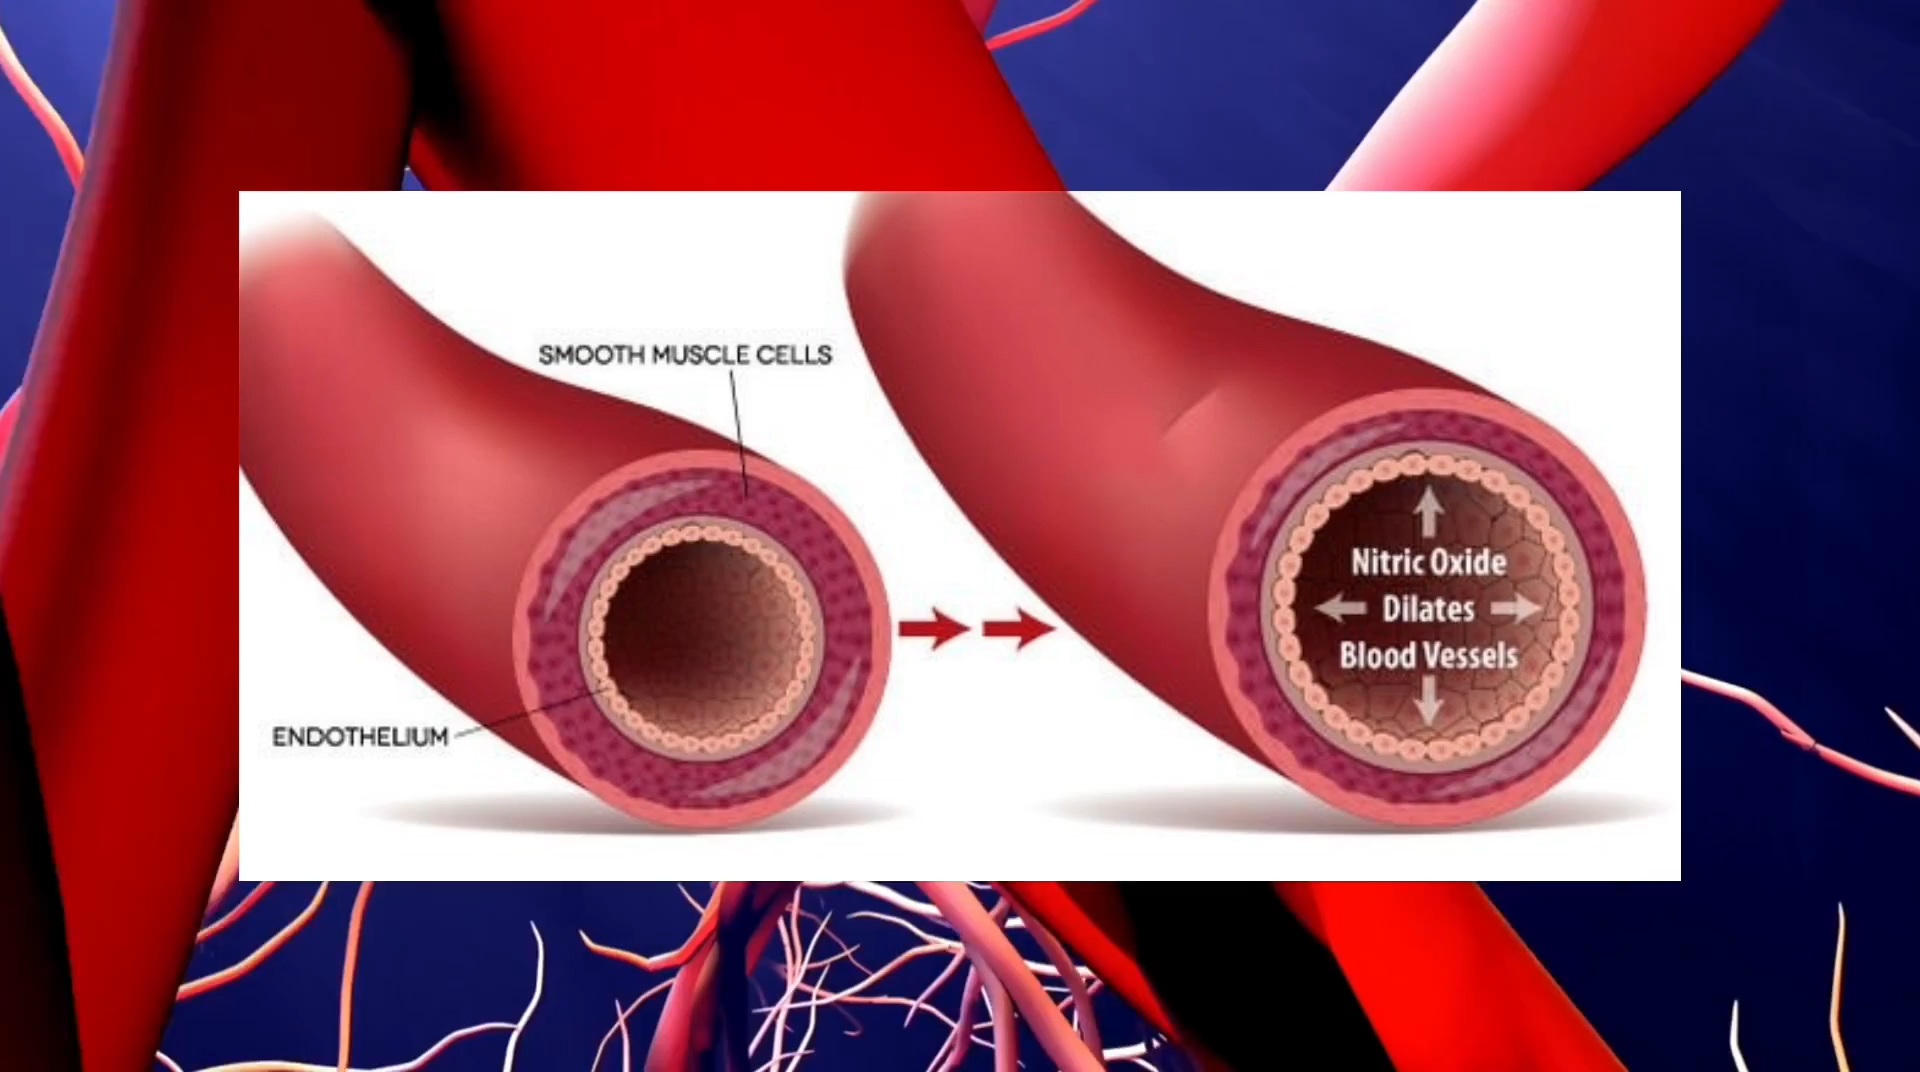 SMOOTH MUSCLE CELLS
ENDOTHELIUM
Nitric Oxide
Dilates
Blood Vessels